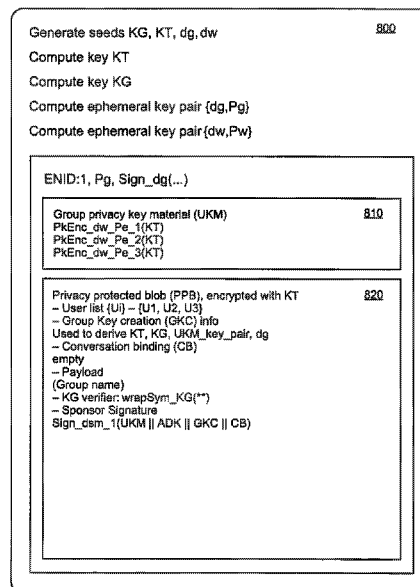 Generate seeds KG, KT, dg, dw
800
Compute key KT
Compute key KG
Compute ephemeral key pair {dg,Pg}
Compute ephemeral key pair {dw,Pw}
ENID:1, Pg, Sign_dg(...)
Group privacy key material (UKM)
810
PkEnc_dw_Pe_1(KT)
PkEnc_dw_Pe_2(KT)
PkEnc_dw_Pe_3(KT)
Privacy protected blob (PPB), encrypted with KT
820
– User list {Ui} – {U1, U2, U3}
– Group Key creation (GKC) info
Used to derive KT, KG, UKM_key_pair, dg
– Conversation binding (CB)
empty
– Payload
(Group name)
– KG verifier: wrapSym_KG(**)
– Sponsor Signature
Sign_dsm_1(UKM || ADK || GKC || CB)